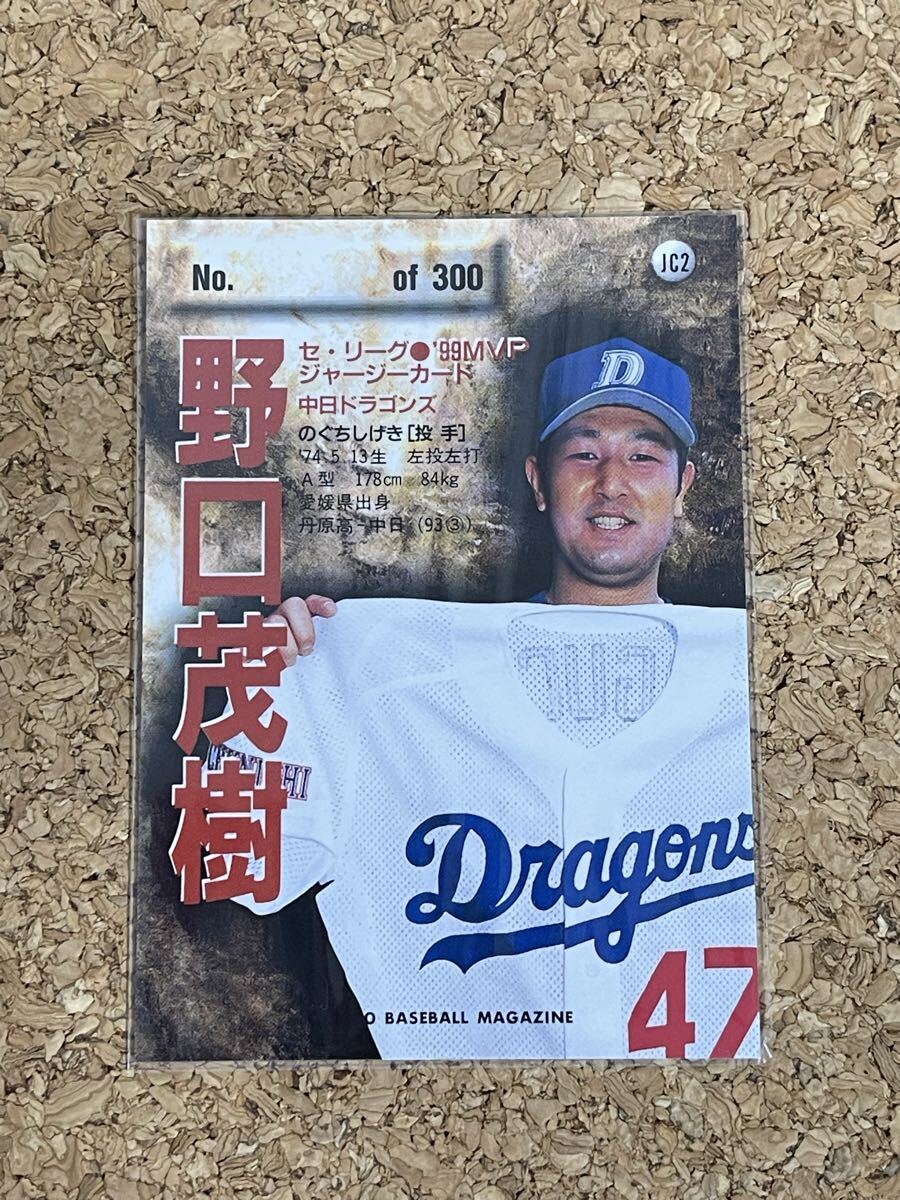 No. of 300
JC2
野口茂樹
セ・リーグ●'99MVP
ジャージーカード
中日ドラゴンズ
のぐちしげき[投 手]
'74.5.13生 左投左打
A型 178cm 84kg
愛媛県出身
丹原高-中日 (93③)
D
Dragons
47
O BASEBALL MAGAZINE